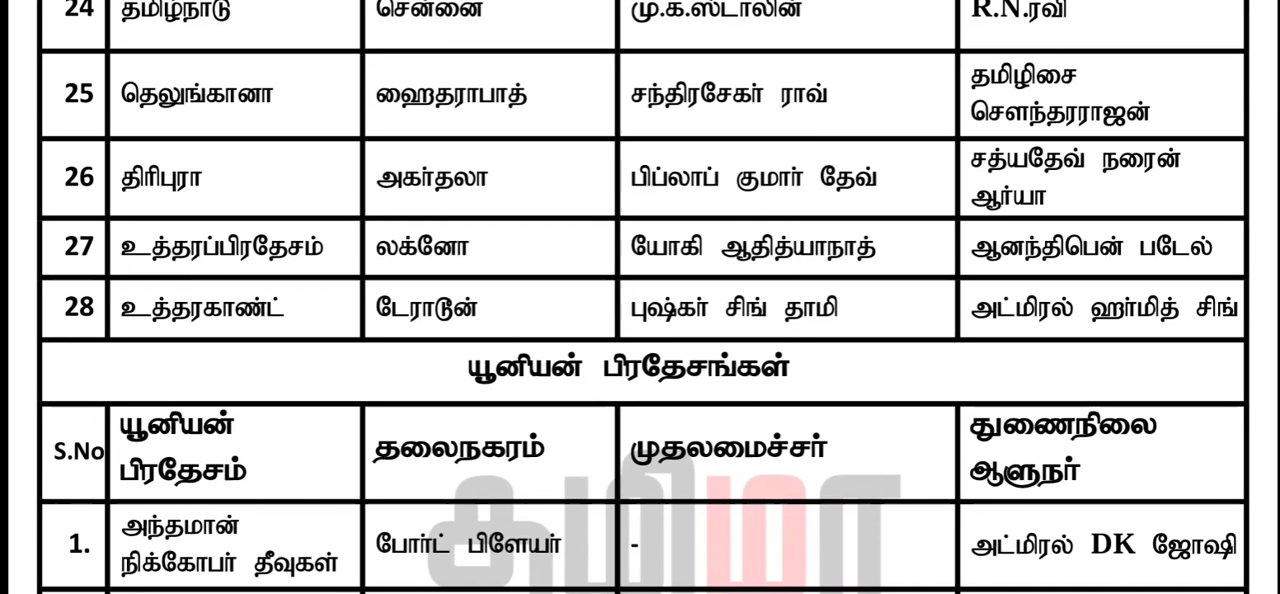 24 தமிழ்நாடு சென்னை மு.க.ஸ்டாலின் R.N.ரவி
25 தெலுங்கானா ஹைதராபாத் சந்திரசேகர் ராவ் தமிழிசை
சௌந்தரராஜன்
26 திரிபுரா அகர்தலா பிப்லாப் குமார் தேவ் சத்யதேவ் நரைன்
ஆர்யா
27 உத்தரப்பிரதேசம் லக்னோ யோகி ஆதித்யாநாத் ஆனந்திபென் படேல்
28 உத்தரகாண்ட் டேராடூன் புஷ்கர் சிங் தாமி அட்மிரல் ஹர்மித் சிங்
யூனியன் பிரதேசங்கள்
S.No யூனியன்
பிரதேசம் தலைநகரம் முதலமைச்சர் துணைநிலை
ஆளுநர்
1. அந்தமான்
நிக்கோபர் தீவுகள் போர்ட் பிளேயர் - அட்மிரல் DK ஜோஷி